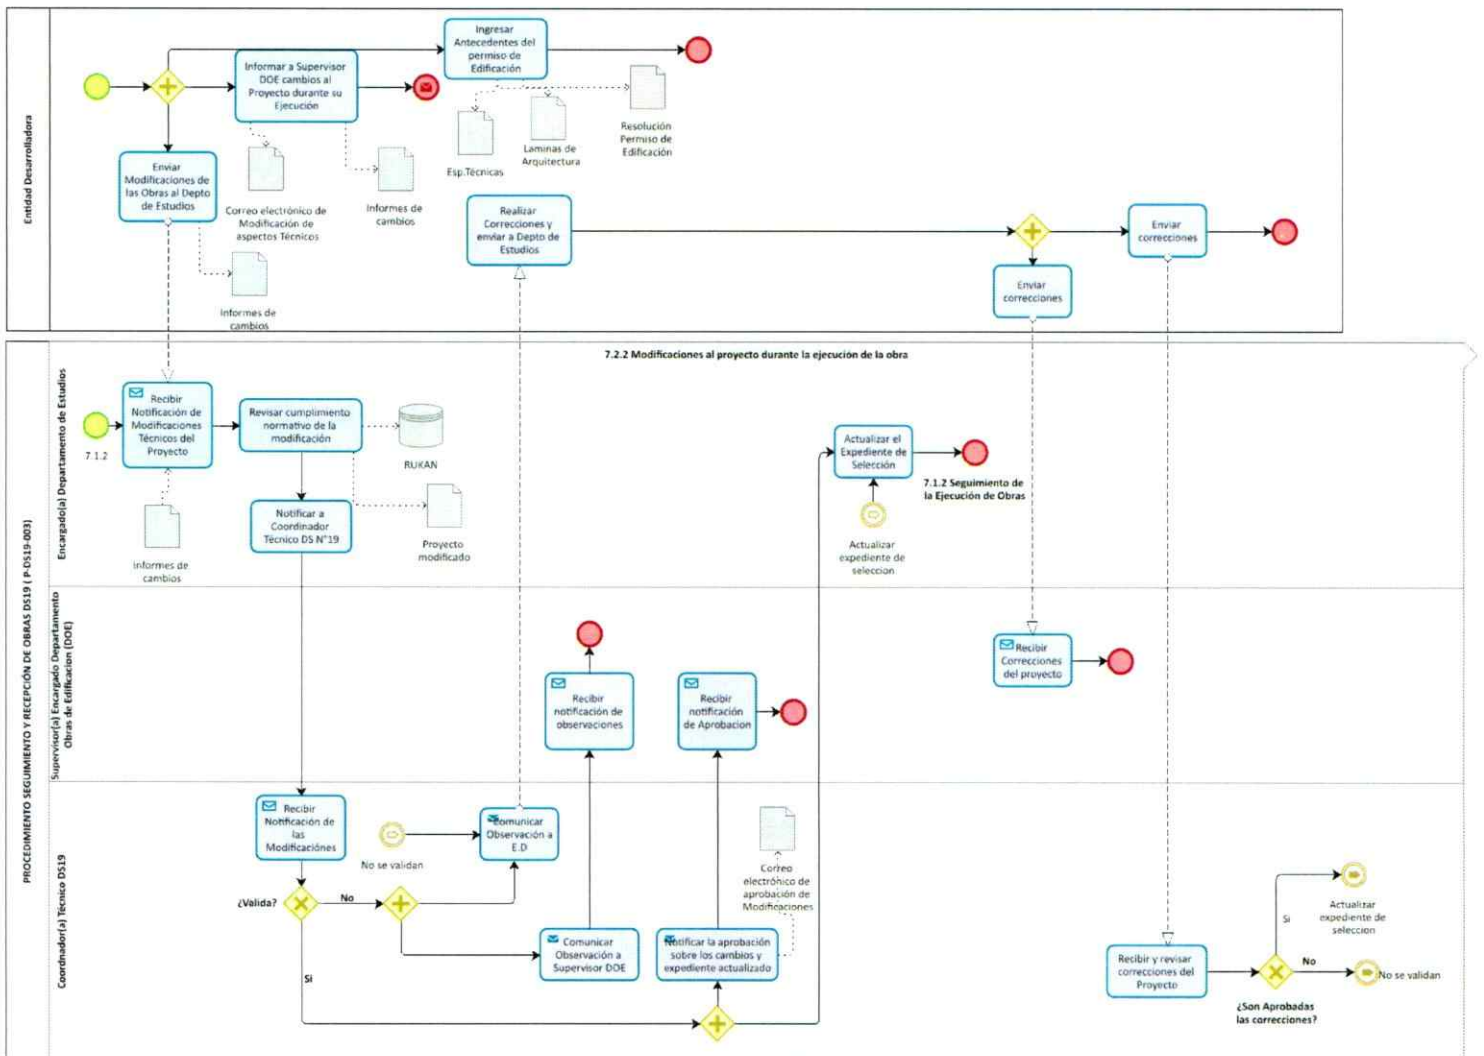 Entidad Desarrolladora
Ingresar
Antecedentes del
permiso de
Edificación
Informar a Supervisor
DOE cambios al
Proyecto durante su
Ejecución
Enviar
Modificaciones de
las Obras al Depto
de Estudios
Correo electrónico de
Modificación de
aspectos Técnicos
Informes de
cambios
Informes de
cambios
Esp.Técnicas
Laminas de
Arquitectura
Resolución
Permiso de
Edificación
Realizar
Correcciones y
enviar a Depto de
Estudios
Enviar
correcciones
Enviar
correcciones
PROCEDIMIENTO SEGUIMIENTO Y RECEPCIÓN DE OBRAS DS19 ( P-DS19-003)
7.2.2 Modificaciones al proyecto durante la ejecución de la obra
Encargado(a) Departamento de Estudios
7.1.2
Recibir
Notificación de
Modificaciones
Técnicos del
Proyecto
Informes de
cambios
Revisar cumplimiento
normativo de la
modificación
RUKAN
Notificar a
Coordinador
Técnico DS N°19
Proyecto
modificado
Actualizar el
Expediente de
Selección
7.1.2 Seguimiento de
la Ejecución de Obras
Actualizar
expediente de
seleccion
Supervisor(a) Encargado Departamento
Obras de Edificacion (DOE)
Recibir
notificación de
observaciones
Recibir
notificación
de Aprobacion
Recibir
Correcciones
del proyecto
Coordnador(a) Técnico DS19
Recibir
Notificación de
las
Modificaciónes
¿Valida?
No
Si
No se validan
Comunicar
Observación a
E.D
Comunicar
Observación a
Supervisor DOE
Notificar la aprobación
sobre los cambios y
expediente actualizado
Correo
electrónico de
aprobación de
Modificaciones
Recibir y revisar
correcciones del
Proyecto
¿Son Aprobadas
las correcciones?
Si
Actualizar
expediente de
seleccion
No
No se validan